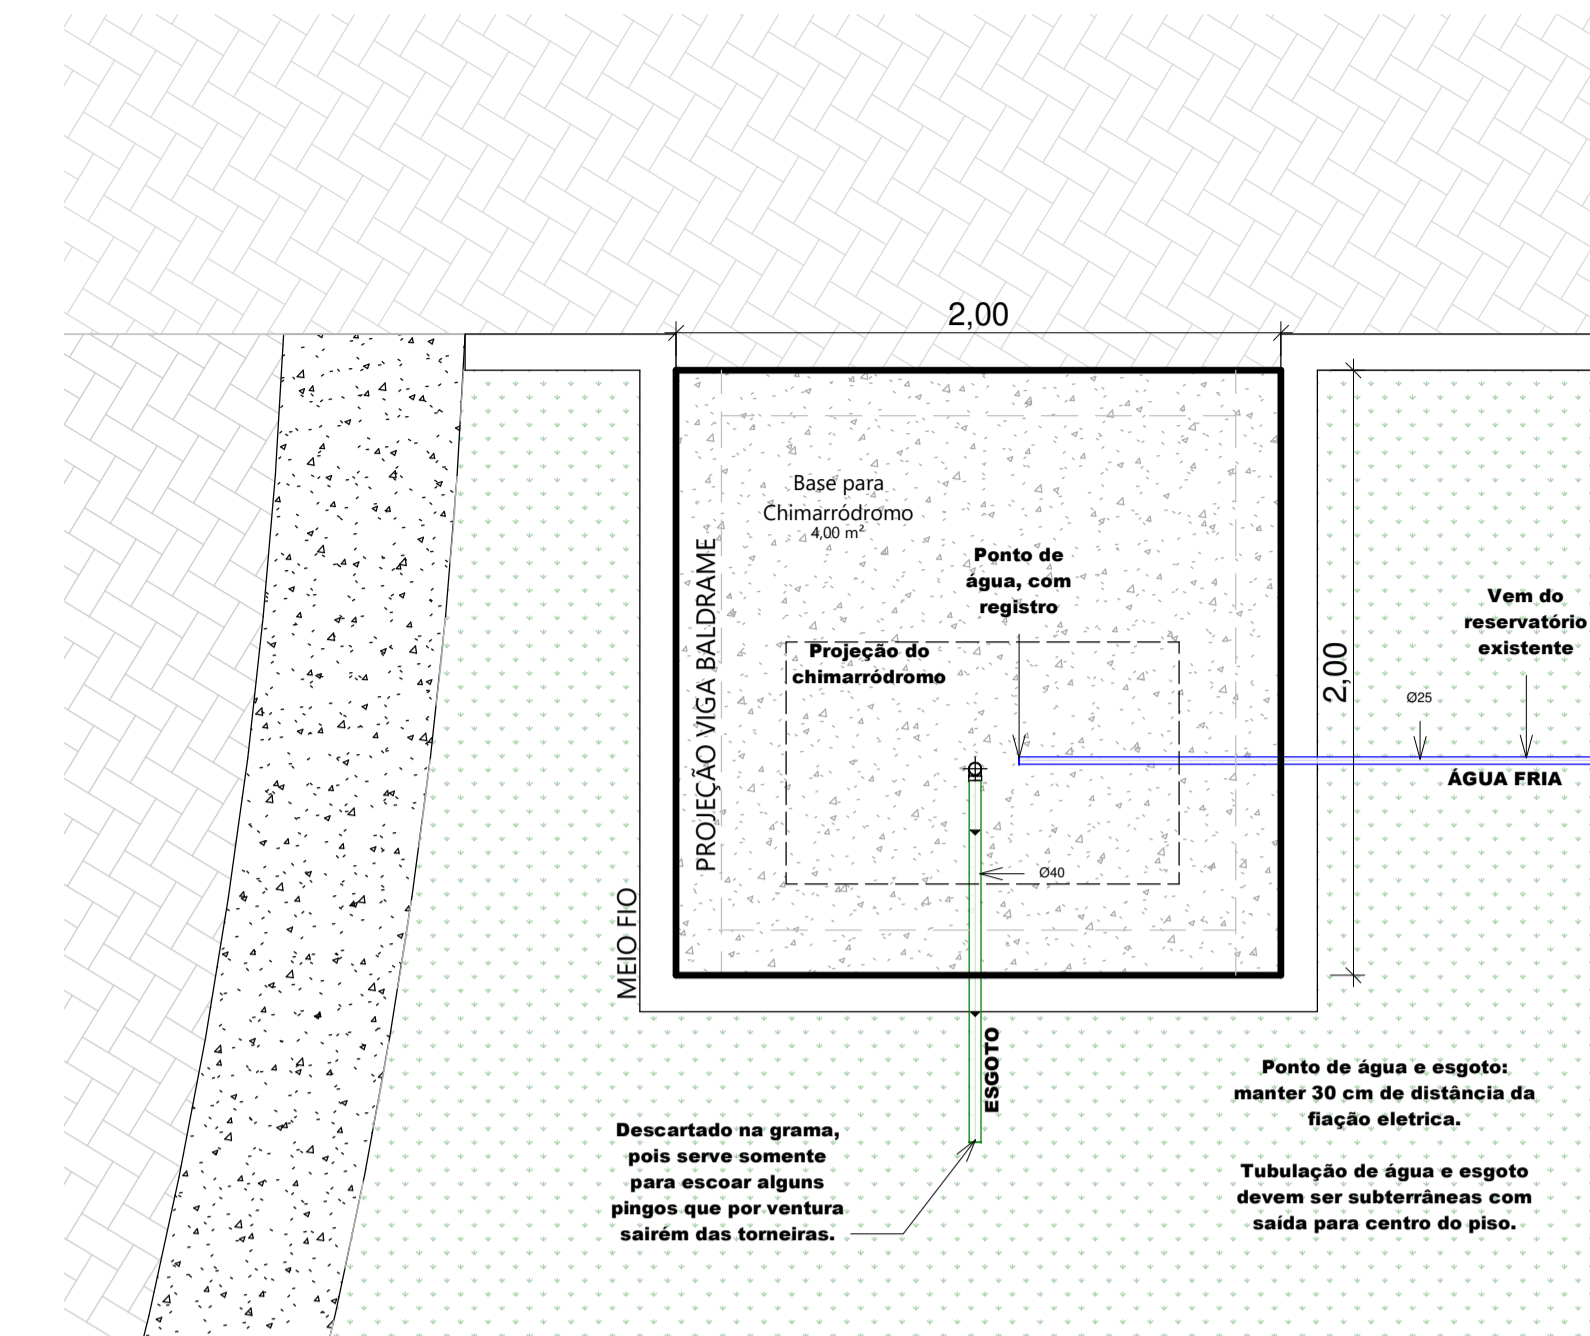 2,00
Base para
Chimarródromo
4,00 m²
PROJEÇÃO VIGA BALDRAME
Ponto de
água, com
registro
Projeção do
chimarródromo
Vem do
reservatório
existente
2,00
Ø25
ÁGUA FRIA
Ø40
MEIO FIO
ESGOTO
Descartado na grama,
pois serve somente
para escoar alguns
pingos que por ventura
sairém das torneiras.
Ponto de água e esgoto:
manter 30 cm de distância da
fiação eletrica.
Tubulação de água e esgoto
devem ser subterrâneas com
saída para centro do piso.